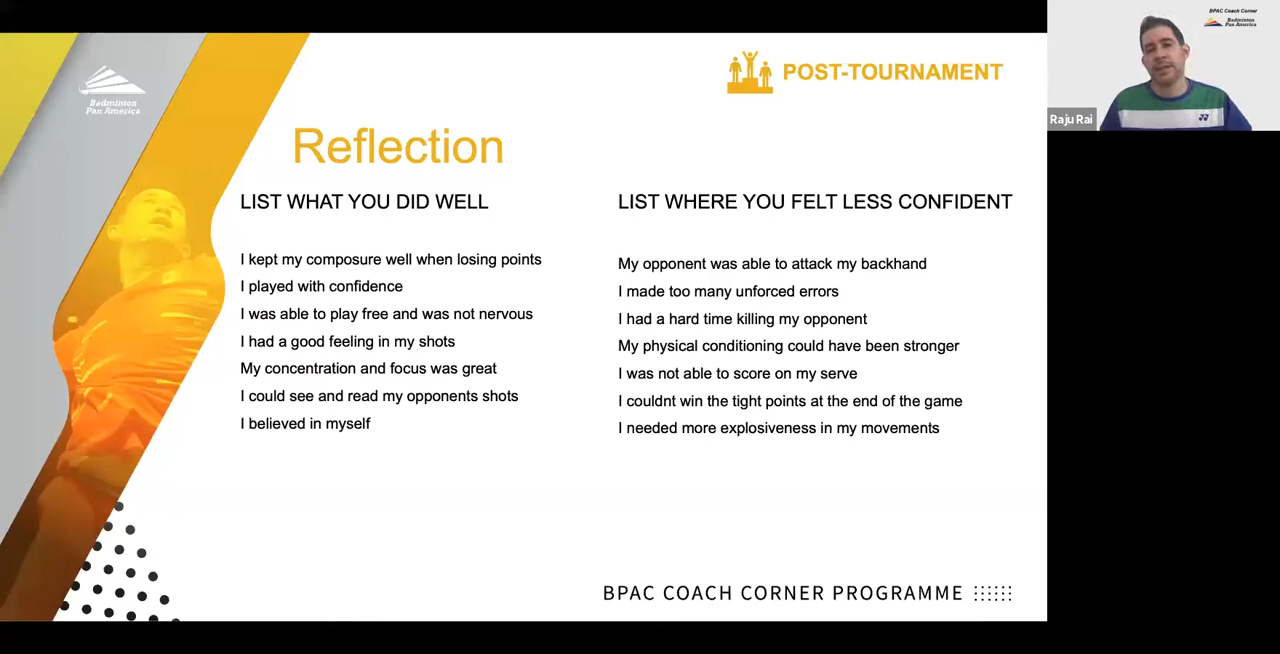 Badminton
Pan America
POST-TOURNAMENT
Reflection
LIST WHAT YOU DID WELL
I kept my composure well when losing points
I played with confidence
I was able to play free and was not nervous
I had a good feeling in my shots
My concentration and focus was great
I could see and read my opponents shots
I believed in myself
LIST WHERE YOU FELT LESS CONFIDENT
My opponent was able to attack my backhand
I made too many unforced errors
I had a hard time killing my opponent
My physical conditioning could have been stronger
I was not able to score on my serve
I couldnt win the tight points at the end of the game
I needed more explosiveness in my movements
BPAC COACH CORNER PROGRAMME
BPAC Coach Corner
Badminton
Pan America
Raju Rai